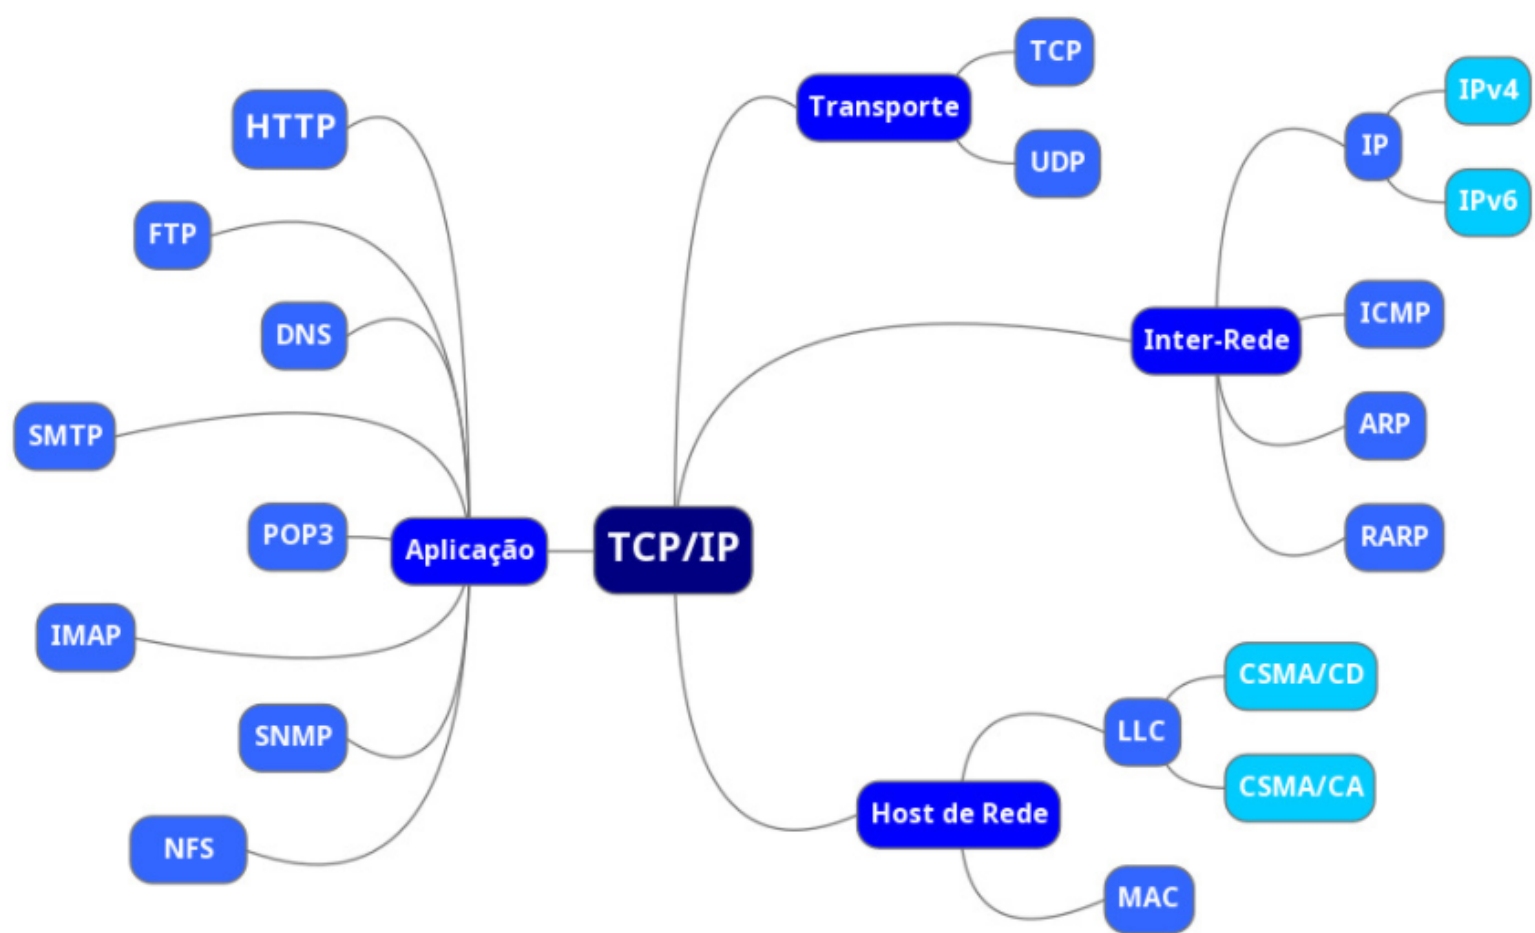 TCP/IP
Aplicação
HTTP
FTP
DNS
SMTP
POP3
IMAP
SNMP
NFS
Transporte
TCP
UDP
Inter-Rede
IP
IPv4
IPv6
ICMP
ARP
RARP
Host de Rede
LLC
CSMA/CD
CSMA/CA
MAC